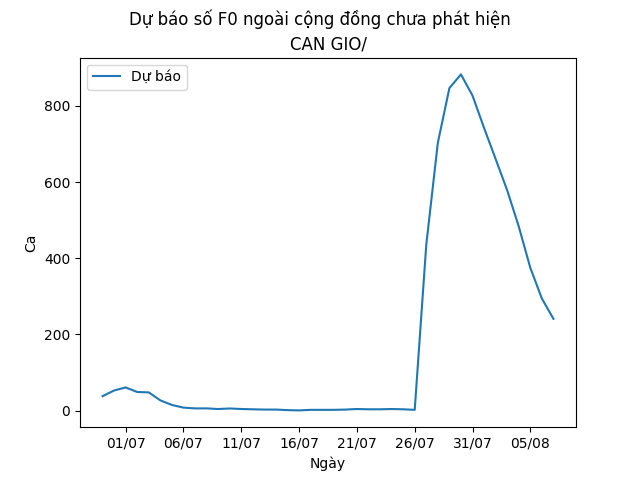 Dự báo số F0 ngoài cộng đồng chưa phát hiện
CAN GIO/
Dự báo
Ca
800
600
400
200
0
01/07 06/07 11/07 16/07 21/07 26/07 31/07 05/08
Ngày